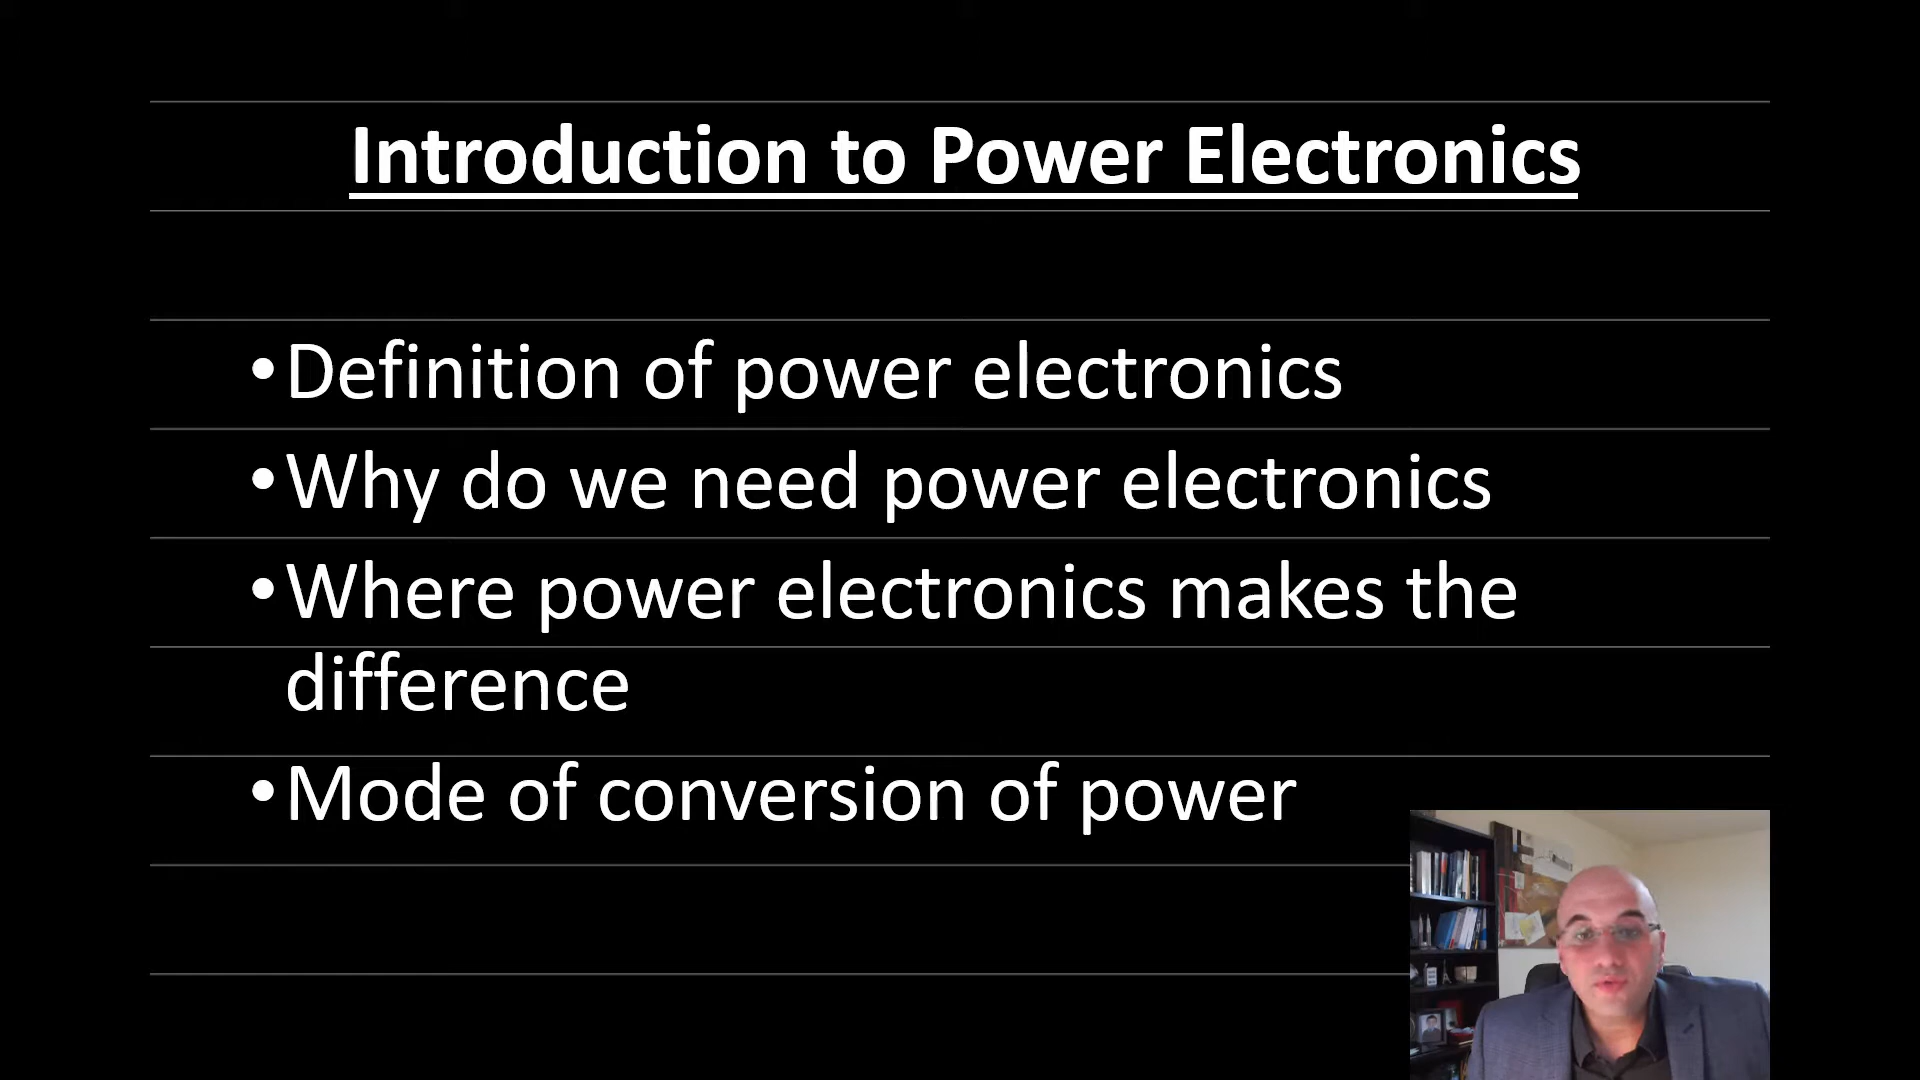 Introduction to Power Electronics
•Definition of power electronics
•Why do we need power electronics
•Where power electronics makes the
difference
•Mode of conversion of power